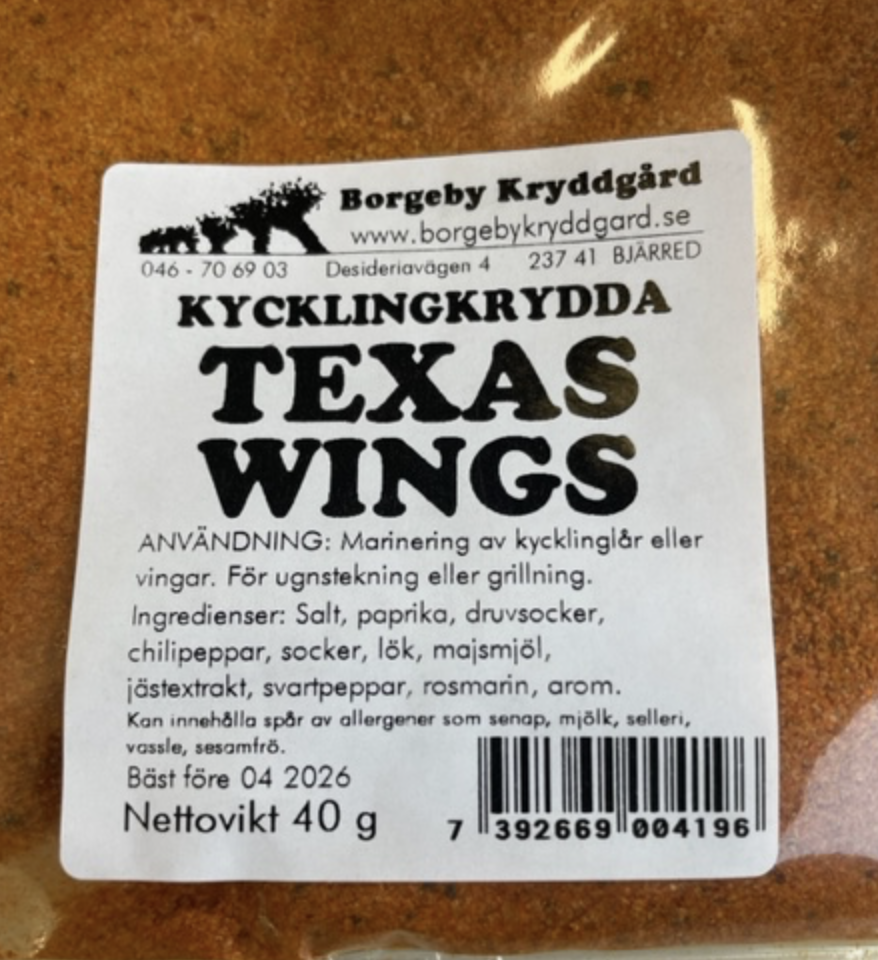 Borgeby Kryddgård
www.borgebykryddgard.se
046 - 70 69 03 Desideriavägen 4 237 41 BJÄRRED
KYCKLINGKRYDDA
TEXAS
WINGS
ANVÄNDNING: Marinering av kycklinglår eller
vingar. För ugnstekning eller grillning.
Ingredienser: Salt, paprika, druvsocker,
chilipeppar, socker, lök, majsmjöl,
jästextrakt, svartpeppar, rosmarin, arom.
Kan innehålla spår av allergener som senap, mjölk, selleri,
vassle, sesamfrö.
Bäst före 04 2026
Nettovikt 40 g
7 392669 004196